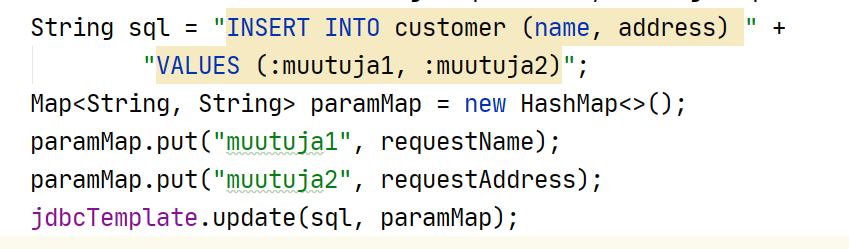 String sql = "INSERT INTO customer (name, address) " +
"VALUES (:muutuja1, :muutuja2)";
Map<String, String> paramMap = new HashMap<>();
paramMap.put("muutuja1", requestName);
paramMap.put("muutuja2", requestAddress);
jdbcTemplate.update(sql, paramMap);